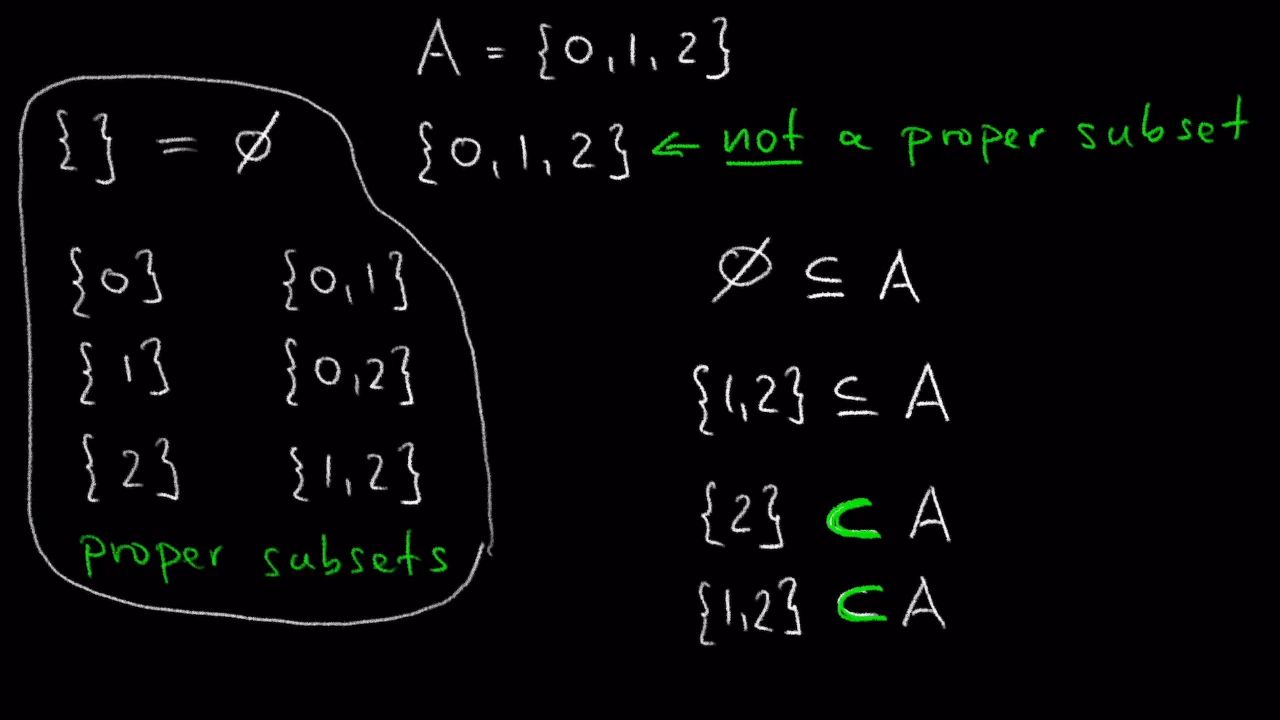 A = {0, 1, 2}
{ } = ∅
{0, 1, 2} ← not a proper subset
{0} {0, 1}
{1} {0, 2}
{2} {1, 2}
proper subsets
∅ ⊆ A
{1, 2} ⊆ A
{2} ⊂ A
{1, 2} ⊂ A